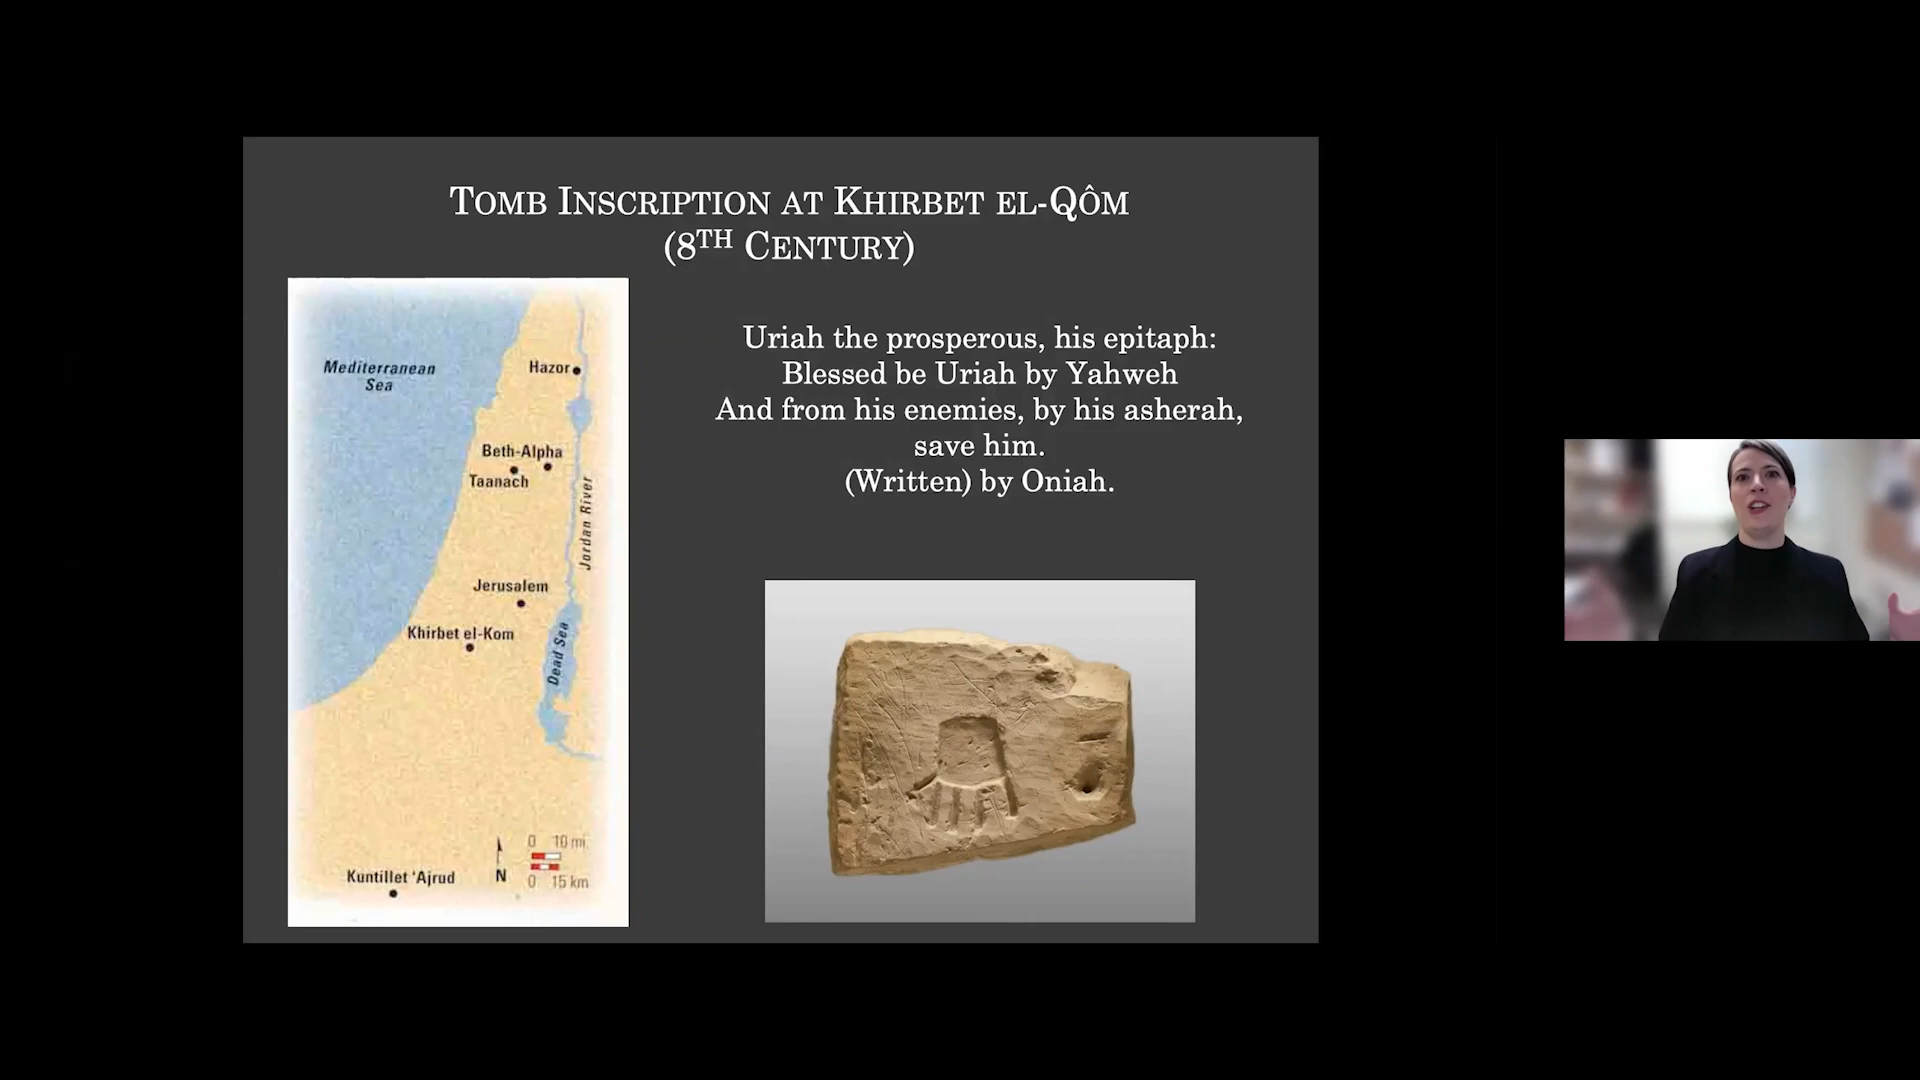 TOMB INSCRIPTION AT KHIRBET EL-QÔM
(8TH CENTURY)
Mediterranean
Sea
Hazor
Beth-Alpha
Taanach
Jordan River
Jerusalem
Khirbet el-Kom
Dead Sea
0 10 mi.
N
0 15 km
Kuntillet ‘Ajrud
Uriah the prosperous, his epitaph:
Blessed be Uriah by Yahweh
And from his enemies, by his asherah,
save him.
(Written) by Oniah.